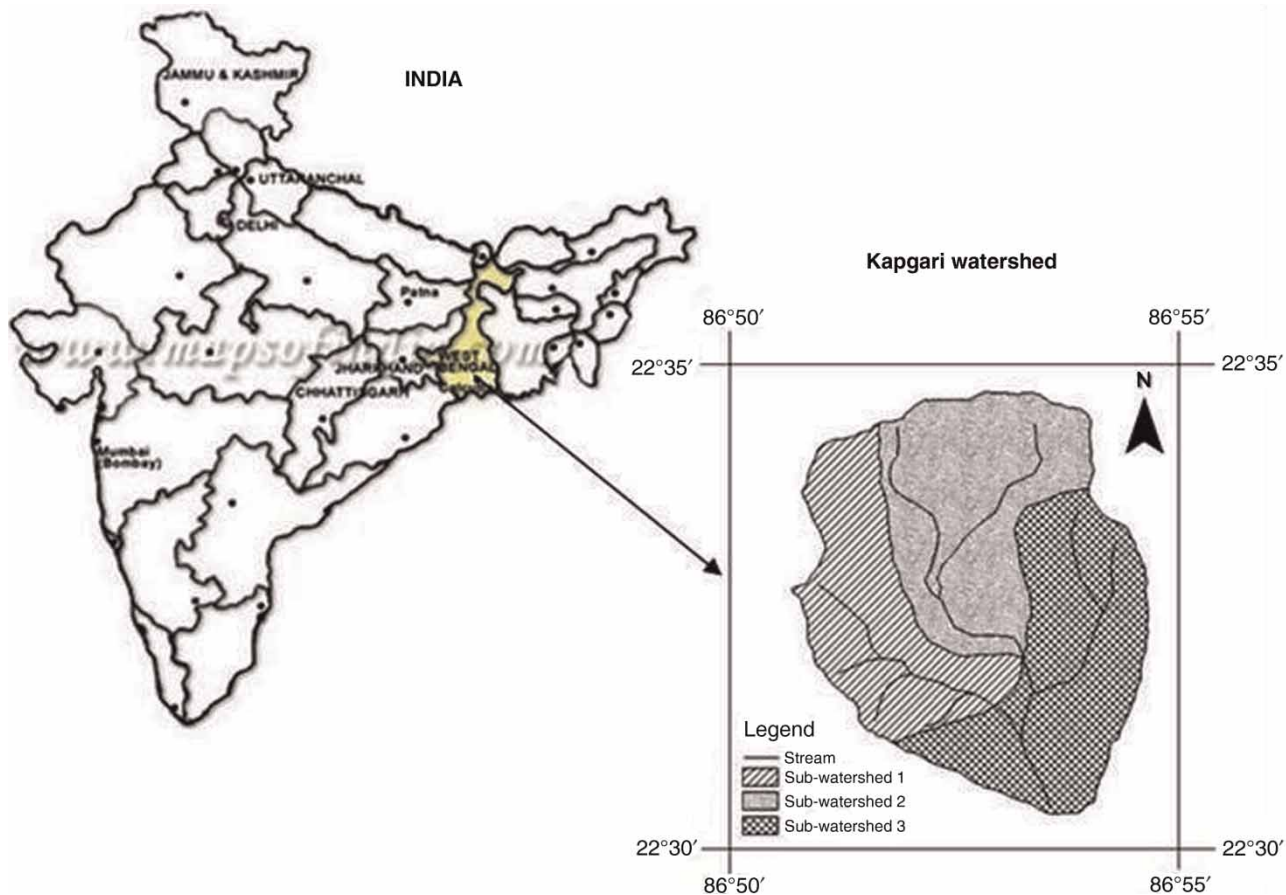 INDIA
JAMMU & KASHMIR
UTTARANCHAL
DELHI
Patna
JHARKHAND
WEST
BENGAL
CHHATTISGARH
Mumbai
(Bombay)
Kapgari watershed
86°50′
86°55′
22°35′
22°35′
N
Legend
Stream
Sub-watershed 1
Sub-watershed 2
Sub-watershed 3
22°30′
22°30′
86°50′
86°55′